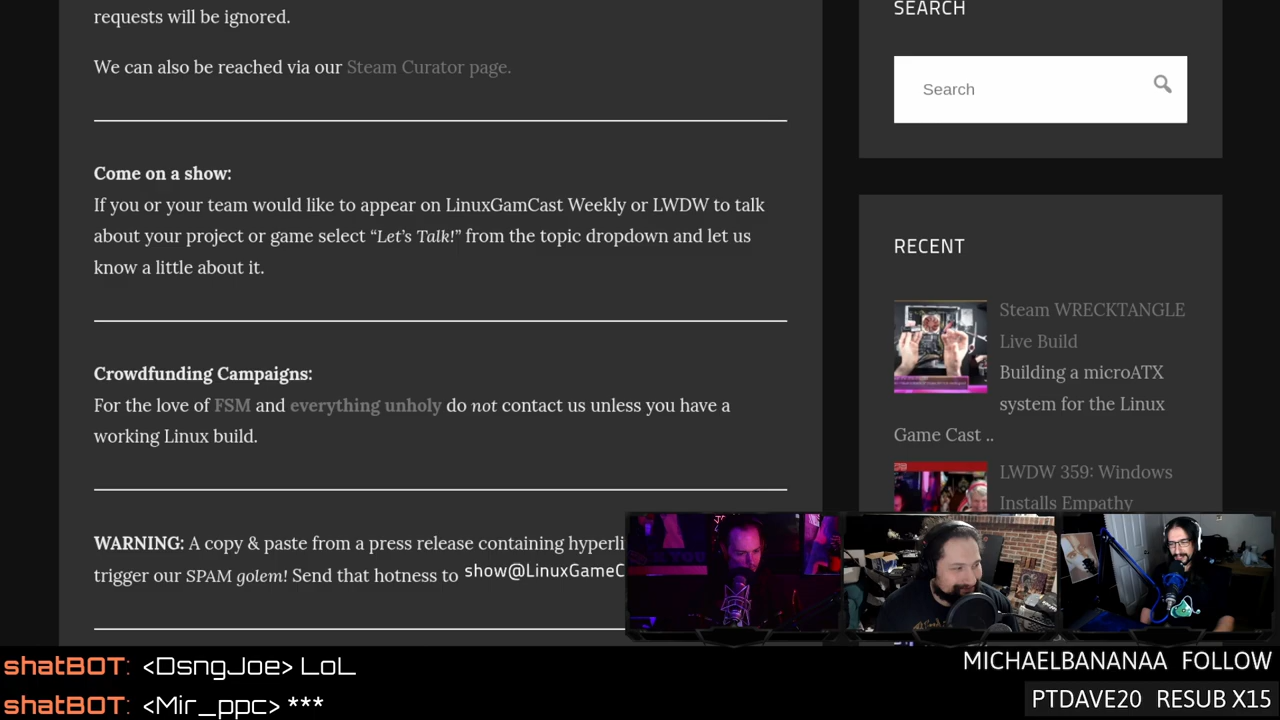 requests will be ignored.
We can also be reached via our Steam Curator page.
Come on a show:
If you or your team would like to appear on LinuxGamCast Weekly or LWDW to talk
about your project or game select “Let’s Talk!” from the topic dropdown and let us
know a little about it.
Crowdfunding Campaigns:
For the love of FSM and everything unholy do not contact us unless you have a
working Linux build.
WARNING: A copy & paste from a press release containing hyperli
trigger our SPAM golem! Send that hotness to show@LinuxGameC
SEARCH
Search
RECENT
Steam WRECKTANGLE
Live Build
Building a microATX
system for the Linux
Game Cast ..
LWDW 359: Windows
Installs Empathy
shatBOT: <DsngJoe> LoL
shatBOT: <Mir_ppc> ***
MICHAELBANANAA FOLLOW
PTDAVE20 RESUB X15